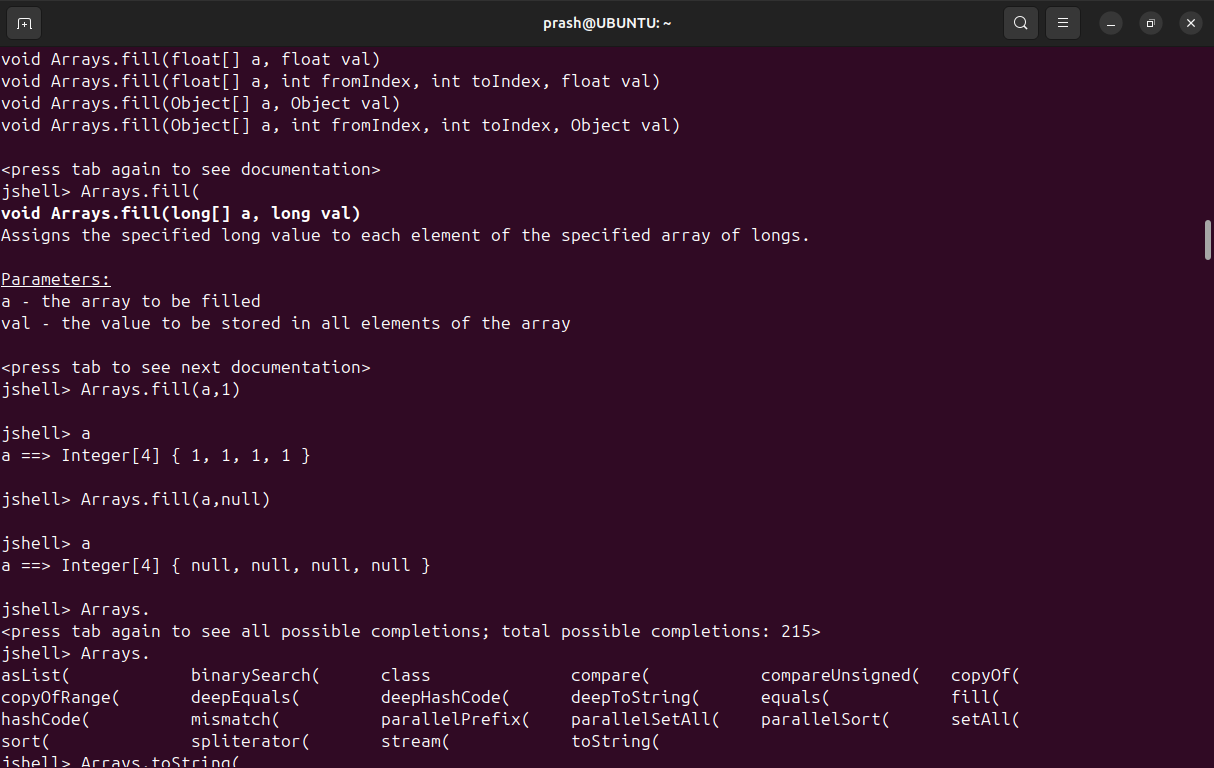 prash@UBUNTU: ~
void Arrays.fill(float[] a, float val)
void Arrays.fill(float[] a, int fromIndex, int toIndex, float val)
void Arrays.fill(Object[] a, Object val)
void Arrays.fill(Object[] a, int fromIndex, int toIndex, Object val)
<press tab again to see documentation>
jshell> Arrays.fill(
void Arrays.fill(long[] a, long val)
Assigns the specified long value to each element of the specified array of longs.
Parameters:
a - the array to be filled
val - the value to be stored in all elements of the array
<press tab to see next documentation>
jshell> Arrays.fill(a,1)
jshell> a
a ==> Integer[4] { 1, 1, 1, 1 }
jshell> Arrays.fill(a,null)
jshell> a
a ==> Integer[4] { null, null, null, null }
jshell> Arrays.
<press tab again to see all possible completions; total possible completions: 215>
jshell> Arrays.
asList( binarySearch( class compare( compareUnsigned( copyOf(
copyOfRange( deepEquals( deepHashCode( deepToString( equals( fill(
hashCode( mismatch( parallelPrefix( parallelSetAll( parallelSort( setAll(
sort( spliterator( stream( toString(
jshell> Arrays.toString(